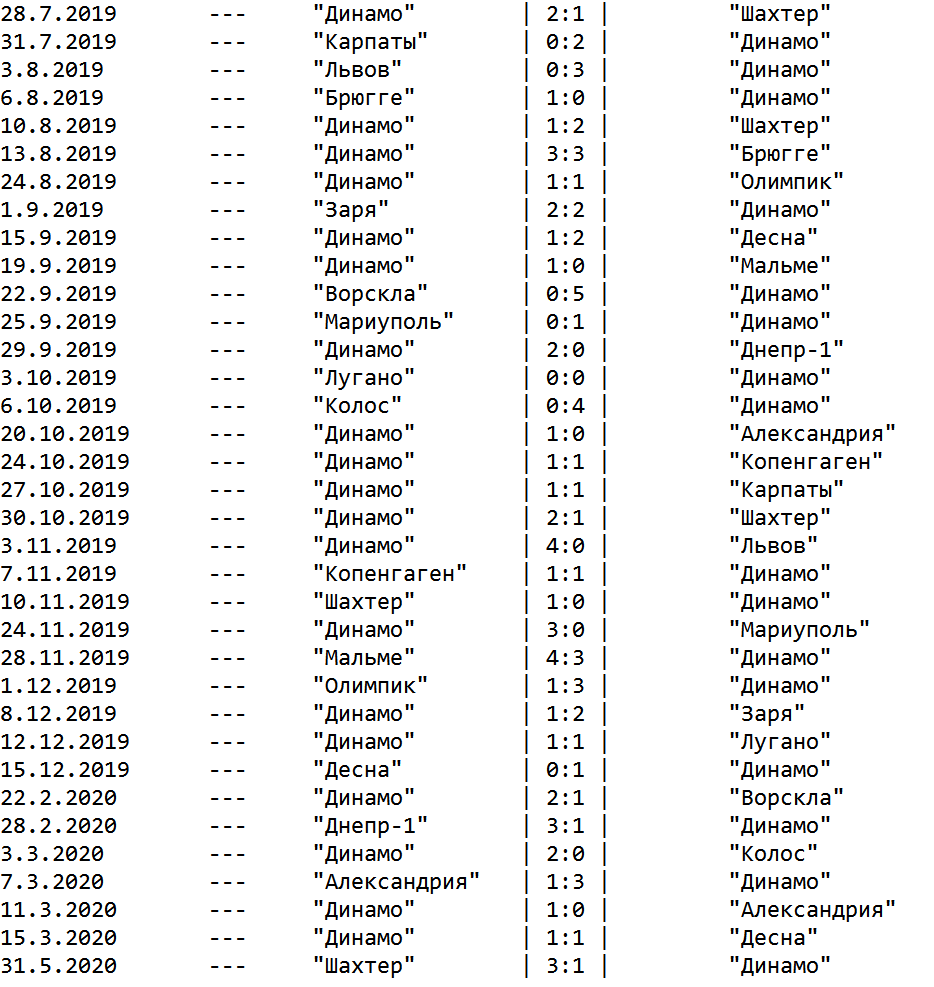 28.7.2019 --- "Динамо" | 2:1 | "Шахтер"
31.7.2019 --- "Карпаты" | 0:2 | "Динамо"
3.8.2019 --- "Львов" | 0:3 | "Динамо"
6.8.2019 --- "Брюгге" | 1:0 | "Динамо"
10.8.2019 --- "Динамо" | 1:2 | "Шахтер"
13.8.2019 --- "Динамо" | 3:3 | "Брюгге"
24.8.2019 --- "Динамо" | 1:1 | "Олимпик"
1.9.2019 --- "Заря" | 2:2 | "Динамо"
15.9.2019 --- "Динамо" | 1:2 | "Десна"
19.9.2019 --- "Динамо" | 1:0 | "Мальме"
22.9.2019 --- "Ворскла" | 0:5 | "Динамо"
25.9.2019 --- "Мариуполь" | 0:1 | "Динамо"
29.9.2019 --- "Динамо" | 2:0 | "Днепр-1"
3.10.2019 --- "Лугано" | 0:0 | "Динамо"
6.10.2019 --- "Колос" | 0:4 | "Динамо"
20.10.2019 --- "Динамо" | 1:0 | "Александрия"
24.10.2019 --- "Динамо" | 1:1 | "Копенгаген"
27.10.2019 --- "Динамо" | 1:1 | "Карпаты"
30.10.2019 --- "Динамо" | 2:1 | "Шахтер"
3.11.2019 --- "Динамо" | 4:0 | "Львов"
7.11.2019 --- "Копенгаген" | 1:1 | "Динамо"
10.11.2019 --- "Шахтер" | 1:0 | "Динамо"
24.11.2019 --- "Динамо" | 3:0 | "Мариуполь"
28.11.2019 --- "Мальме" | 4:3 | "Динамо"
1.12.2019 --- "Олимпик" | 1:3 | "Динамо"
8.12.2019 --- "Динамо" | 1:2 | "Заря"
12.12.2019 --- "Динамо" | 1:1 | "Лугано"
15.12.2019 --- "Десна" | 0:1 | "Динамо"
22.2.2020 --- "Динамо" | 2:1 | "Ворскла"
28.2.2020 --- "Днепр-1" | 3:1 | "Динамо"
3.3.2020 --- "Динамо" | 2:0 | "Колос"
7.3.2020 --- "Александрия" | 1:3 | "Динамо"
11.3.2020 --- "Динамо" | 1:0 | "Александрия"
15.3.2020 --- "Динамо" | 1:1 | "Десна"
31.5.2020 --- "Шахтер" | 3:1 | "Динамо"